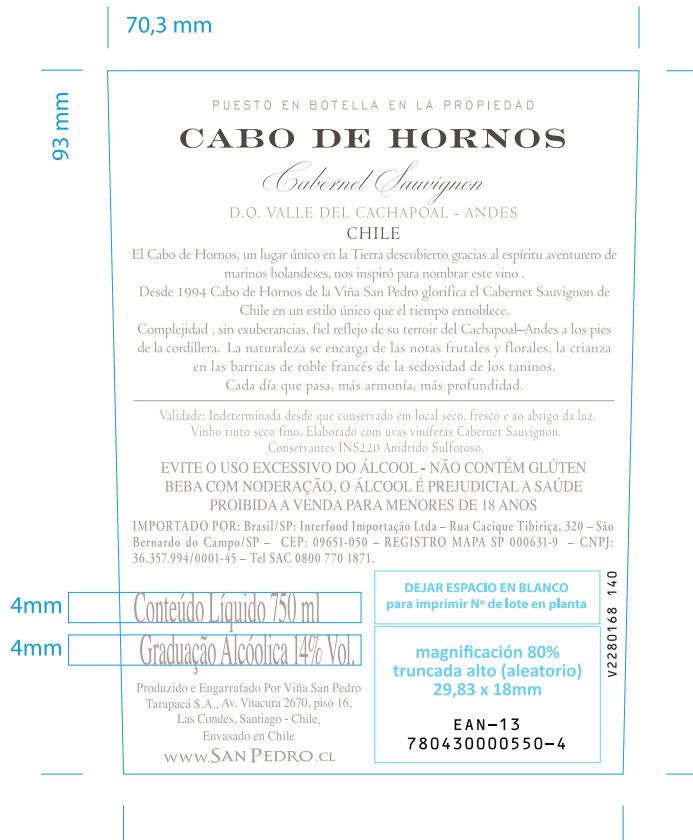 70,3 mm
93 mm
PUESTO EN BOTELLA EN LA PROPIEDAD
CABO DE HORNOS
Cabernet Sauvignon
D.O. VALLE DEL CACHAPOAL - ANDES
CHILE
El Cabo de Hornos, un lugar único en la Tierra descubierto gracias al espíritu aventurero de
marinos holandeses, nos inspiró para nombrar este vino .
Desde 1994 Cabo de Hornos de la Viña San Pedro glorifica el Cabernet Sauvignon de
Chile en un estilo único que el tiempo ennoblece.
Complejidad , sin exuberancias, fiel reflejo de su terroir del Cachapoal–Andes a los pies
de la cordillera. La naturaleza se encarga de las notas frutales y florales, la crianza
en las barricas de roble francés de la sedosidad de los taninos.
Cada día que pasa, más armonía, más profundidad.
Validade: Indeterminada desde que conservado em local seco, fresco e ao abrigo da luz.
Vinho tinto seco fino. Elaborado com uvas viníferas Cabernet Sauvignon.
Conservantes INS220 Anidrido Sulforoso.
EVITE O USO EXCESSIVO DO ÁLCOOL - NÃO CONTÉM GLÚTEN
BEBA COM NODERAÇÃO, O ÁLCOOL É PREJUDICIAL A SAÚDE
PROIBIDA A VENDA PARA MENORES DE 18 ANOS
IMPORTADO POR: Brasil/SP: Interfood Importação Ltda – Rua Cacique Tibiriça, 320 – São
Bernardo do Campo/SP – CEP: 09651-050 – REGISTRO MAPA SP 000631-9 – CNPJ:
36.357.994/0001-45 – Tel SAC 0800 770 1871.
4mm
Conteúdo Líquido 750 ml
4mm
Graduação Alcóolica 14% Vol.
Produzido e Engarrafado Por Viña San Pedro
Tarapacá S.A., Av. Vitacura 2670, piso 16,
Las Condes, Santiago - Chile.
Envasado en Chile
www.SAN PEDRO.CL
DEJAR ESPACIO EN BLANCO
para imprimir Nº de lote en planta
magnificación 80%
truncada alto (aleatorio)
29,83 x 18mm
EAN-13
780430000550-4
V2280168 140